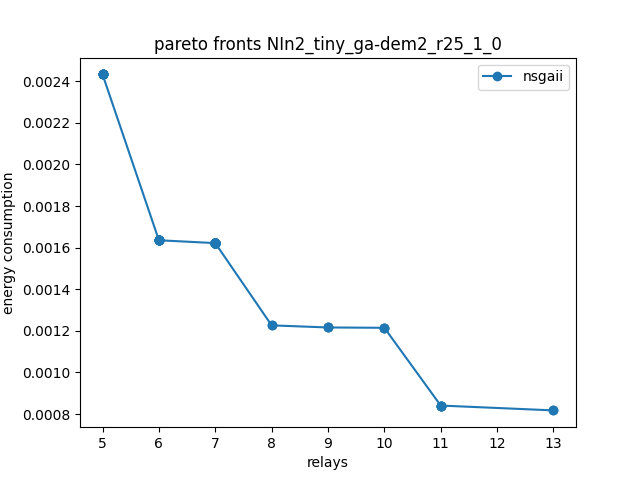 pareto fronts NIn2_tiny_ga-dem2_r25_1_0
nsgaii
energy consumption
0.0024
0.0022
0.0020
0.0018
0.0016
0.0014
0.0012
0.0010
0.0008
5 6 7 8 9 10 11 12 13
relays